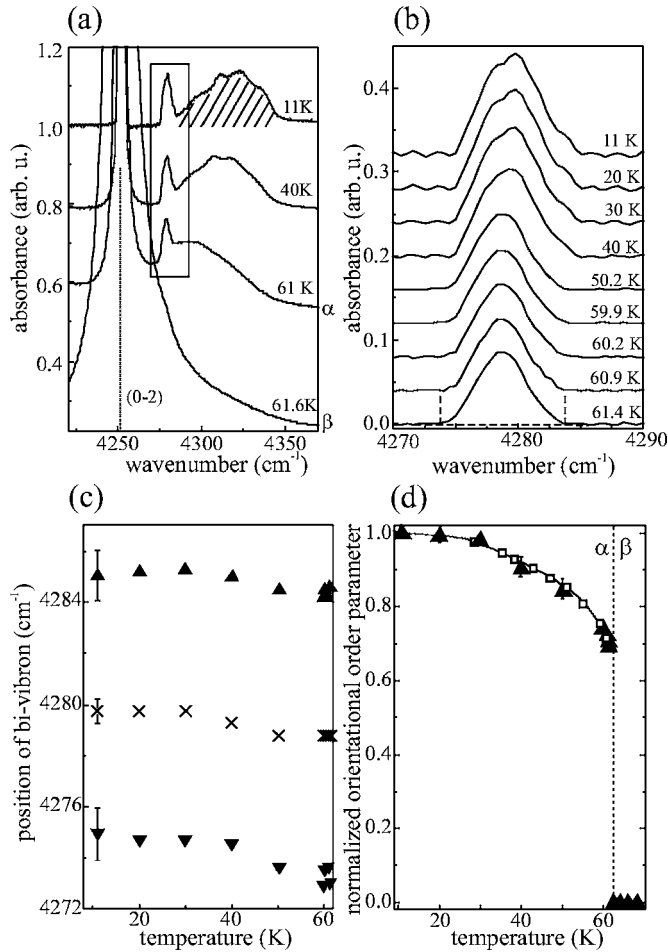 (a)
absorbance (arb. u.)
1.2
1.0
0.8
0.6
0.4
11K
40K
61 K
α
(0-2)
61.6K
β
4250 4300 4350
wavenumber (cm⁻¹)
(b)
absorbance (arb. u.)
0.4
0.3
0.2
0.1
0.0
11 K
20 K
30 K
40 K
50.2 K
59.9 K
60.2 K
60.9 K
61.4 K
4270 4280 4290
wavenumber (cm⁻¹)
(c)
position of bi-vibron (cm⁻¹)
4284
4280
4276
4272
20 40 60
temperature (K)
(d)
normalized orientational order parameter
1.0
0.8
0.6
0.4
0.2
0.0
α β
20 40 60
temperature (K)